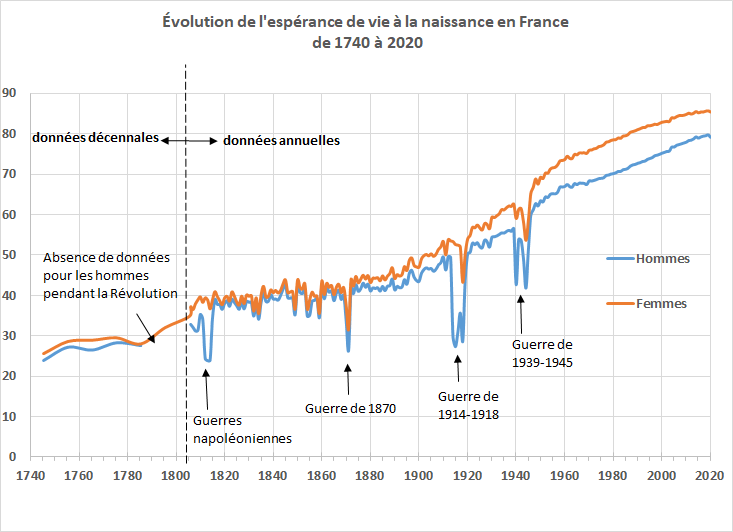 Évolution de l'espérance de vie à la naissance en France
de 1740 à 2020
90
80
70
60
50
40
30
20
10
0
données décennales
données annuelles
Absence de données
pour les hommes
pendant la Révolution
Guerres
napoléoniennes
Guerre de 1870
Guerre de
1914-1918
Guerre de
1939-1945
Hommes
Femmes
1740 1760 1780 1800 1820 1840 1860 1880 1900 1920 1940 1960 1980 2000 2020